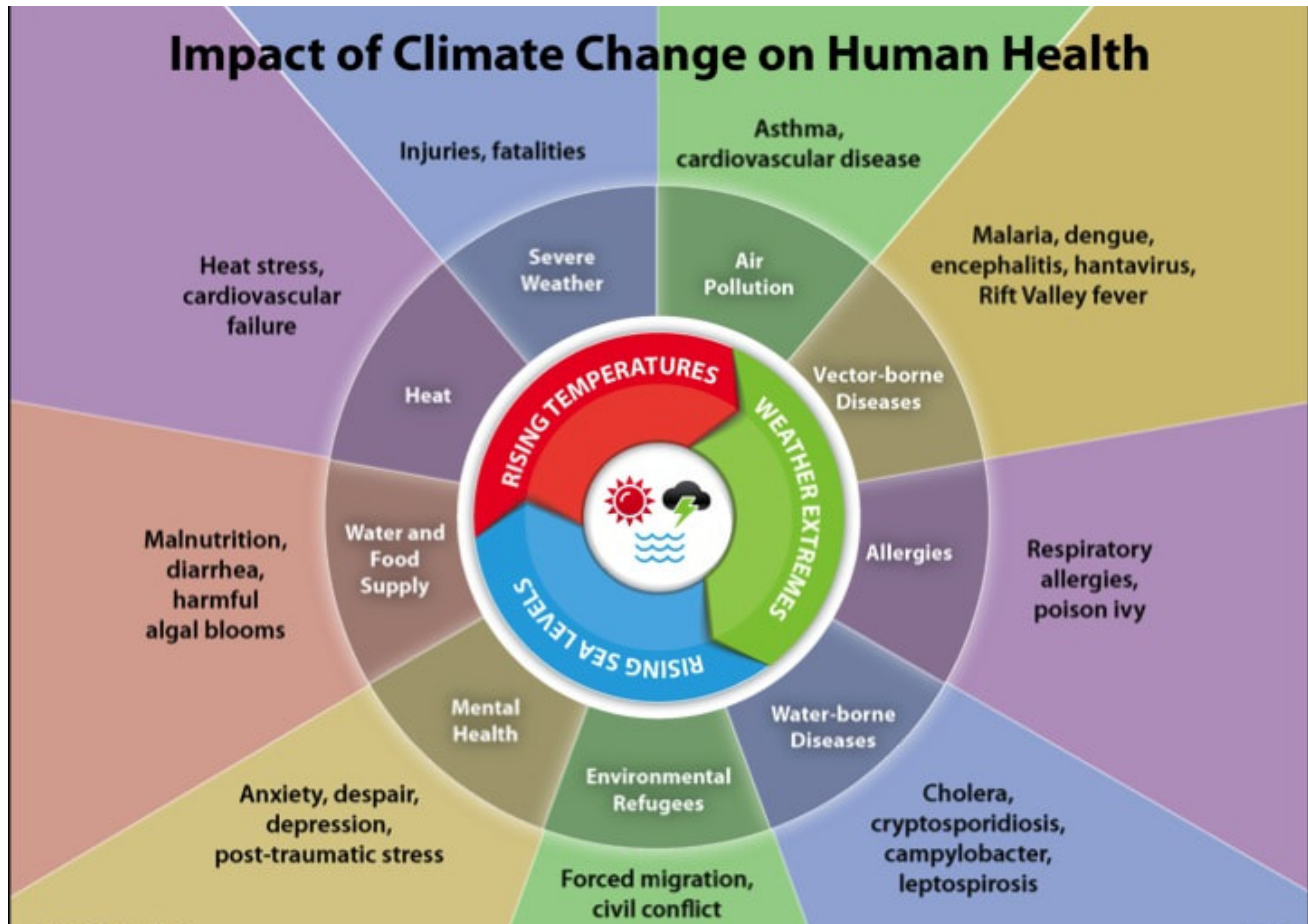 Impact of Climate Change on Human Health
Injuries, fatalities
Asthma,
cardiovascular disease
Malaria, dengue,
encephalitis, hantavirus,
Rift Valley fever
Respiratory
allergies,
poison ivy
Cholera,
cryptosporidiosis,
campylobacter,
leptospirosis
Forced migration,
civil conflict
Anxiety, despair,
depression,
post-traumatic stress
Malnutrition,
diarrhea,
harmful
algal blooms
Heat stress,
cardiovascular
failure
Severe
Weather
Air
Pollution
Vector-borne
Diseases
Allergies
Water-borne
Diseases
Environmental
Refugees
Mental
Health
Water and
Food
Supply
Heat
RISING TEMPERATURES
WEATHER EXTREMES
RISING SEA LEVELS